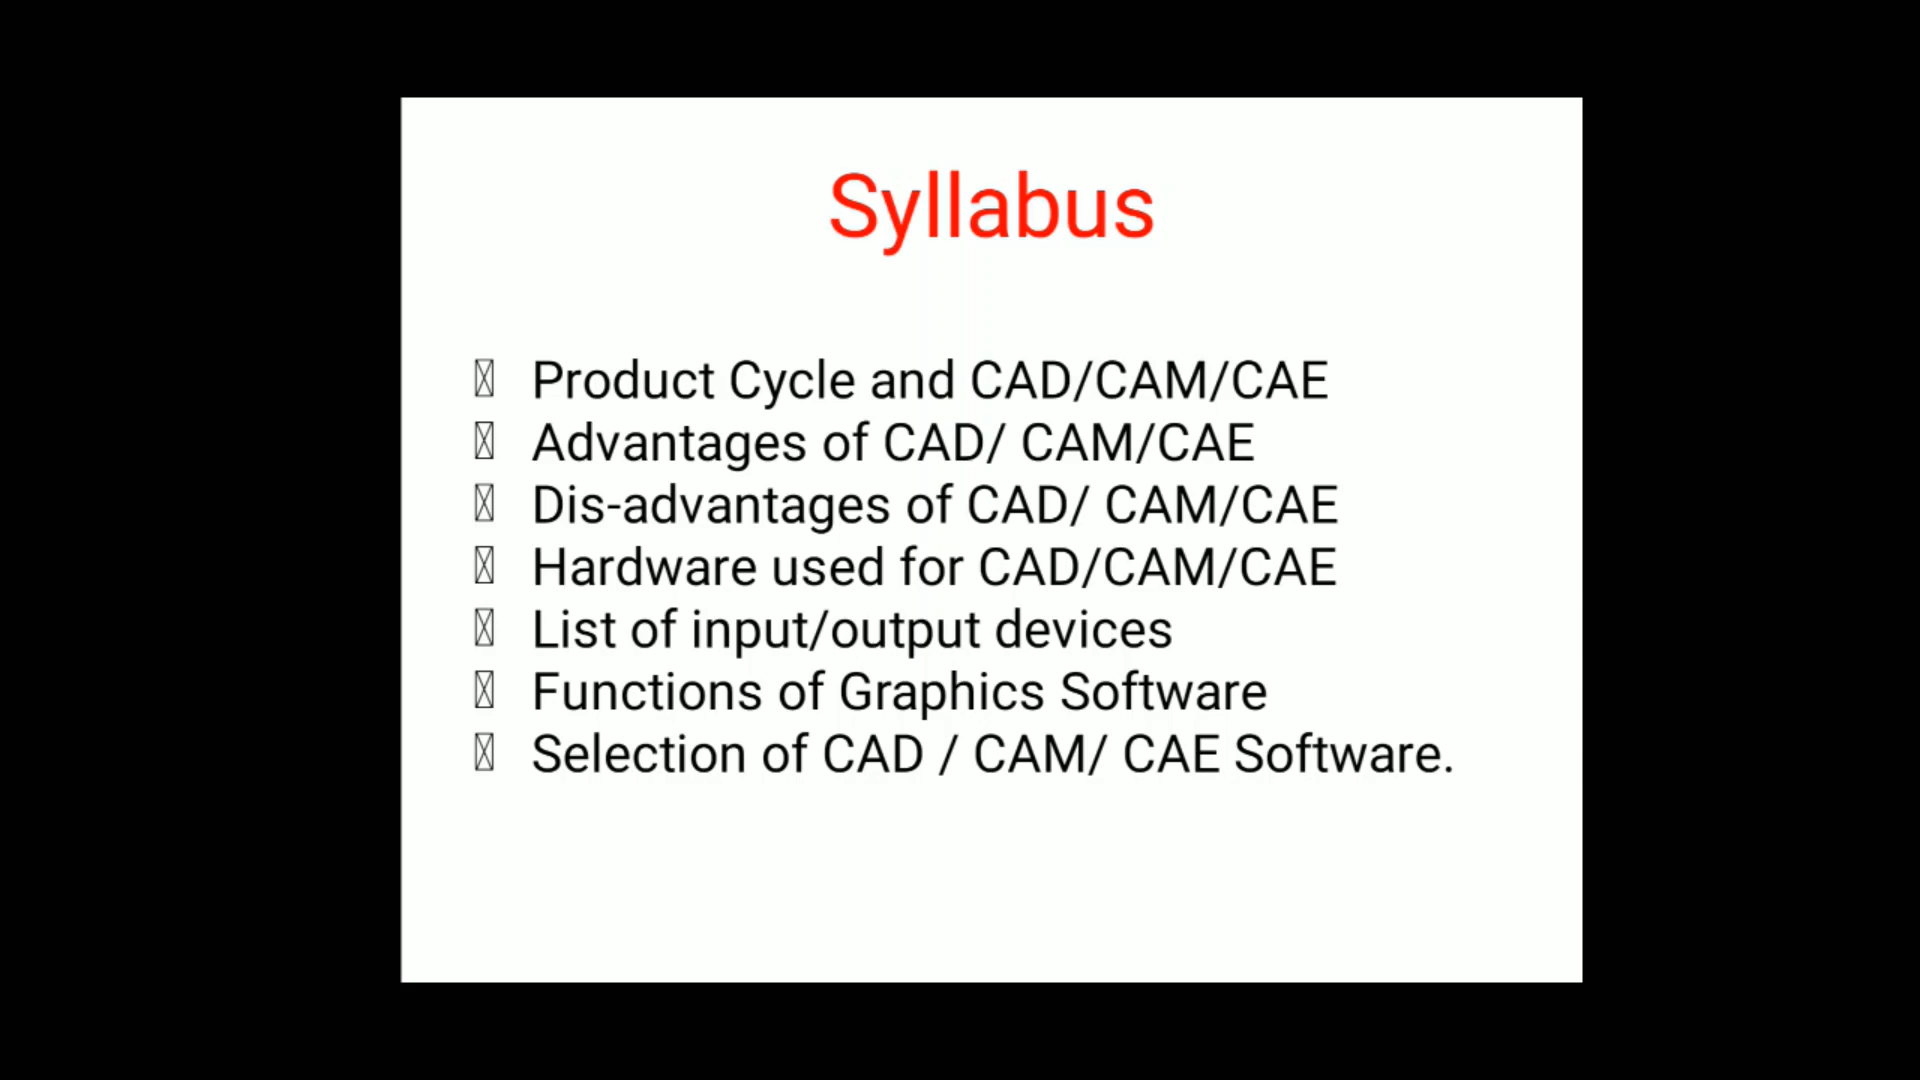 Syllabus
Product Cycle and CAD/CAM/CAE
Advantages of CAD/ CAM/CAE
Dis-advantages of CAD/ CAM/CAE
Hardware used for CAD/CAM/CAE
List of input/output devices
Functions of Graphics Software
Selection of CAD / CAM/ CAE Software.